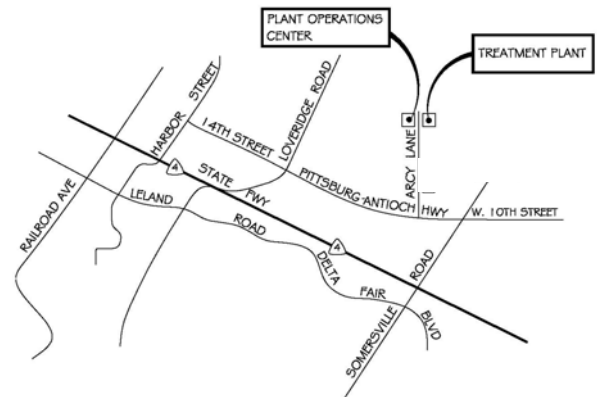 PLANT OPERATIONS
CENTER
TREATMENT PLANT
HARBOR STREET
14TH STREET
LOVERIDGE ROAD
ARCY LANE
RAILROAD AVE
4
STATE FWY
PITTSBURG-ANTIOCH HWY
W. 10TH STREET
LELAND ROAD
4
DELTA FAIR BLVD
SOMERSVILLE ROAD